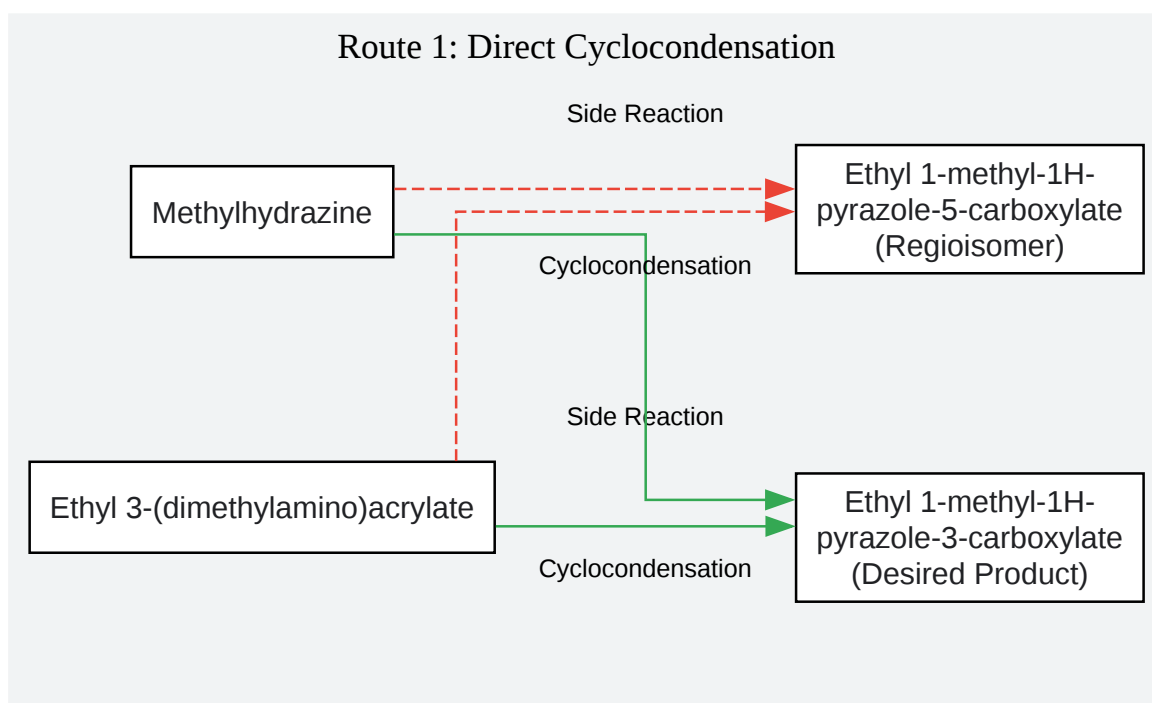 Route 1: Direct Cyclocondensation
Side Reaction
Methylhydrazine
Ethyl 1-methyl-1H-
pyrazole-5-carboxylate
(Regioisomer)
Cyclocondensation
Side Reaction
Ethyl 3-(dimethylamino)acrylate
Ethyl 1-methyl-1H-
pyrazole-3-carboxylate
(Desired Product)
Cyclocondensation